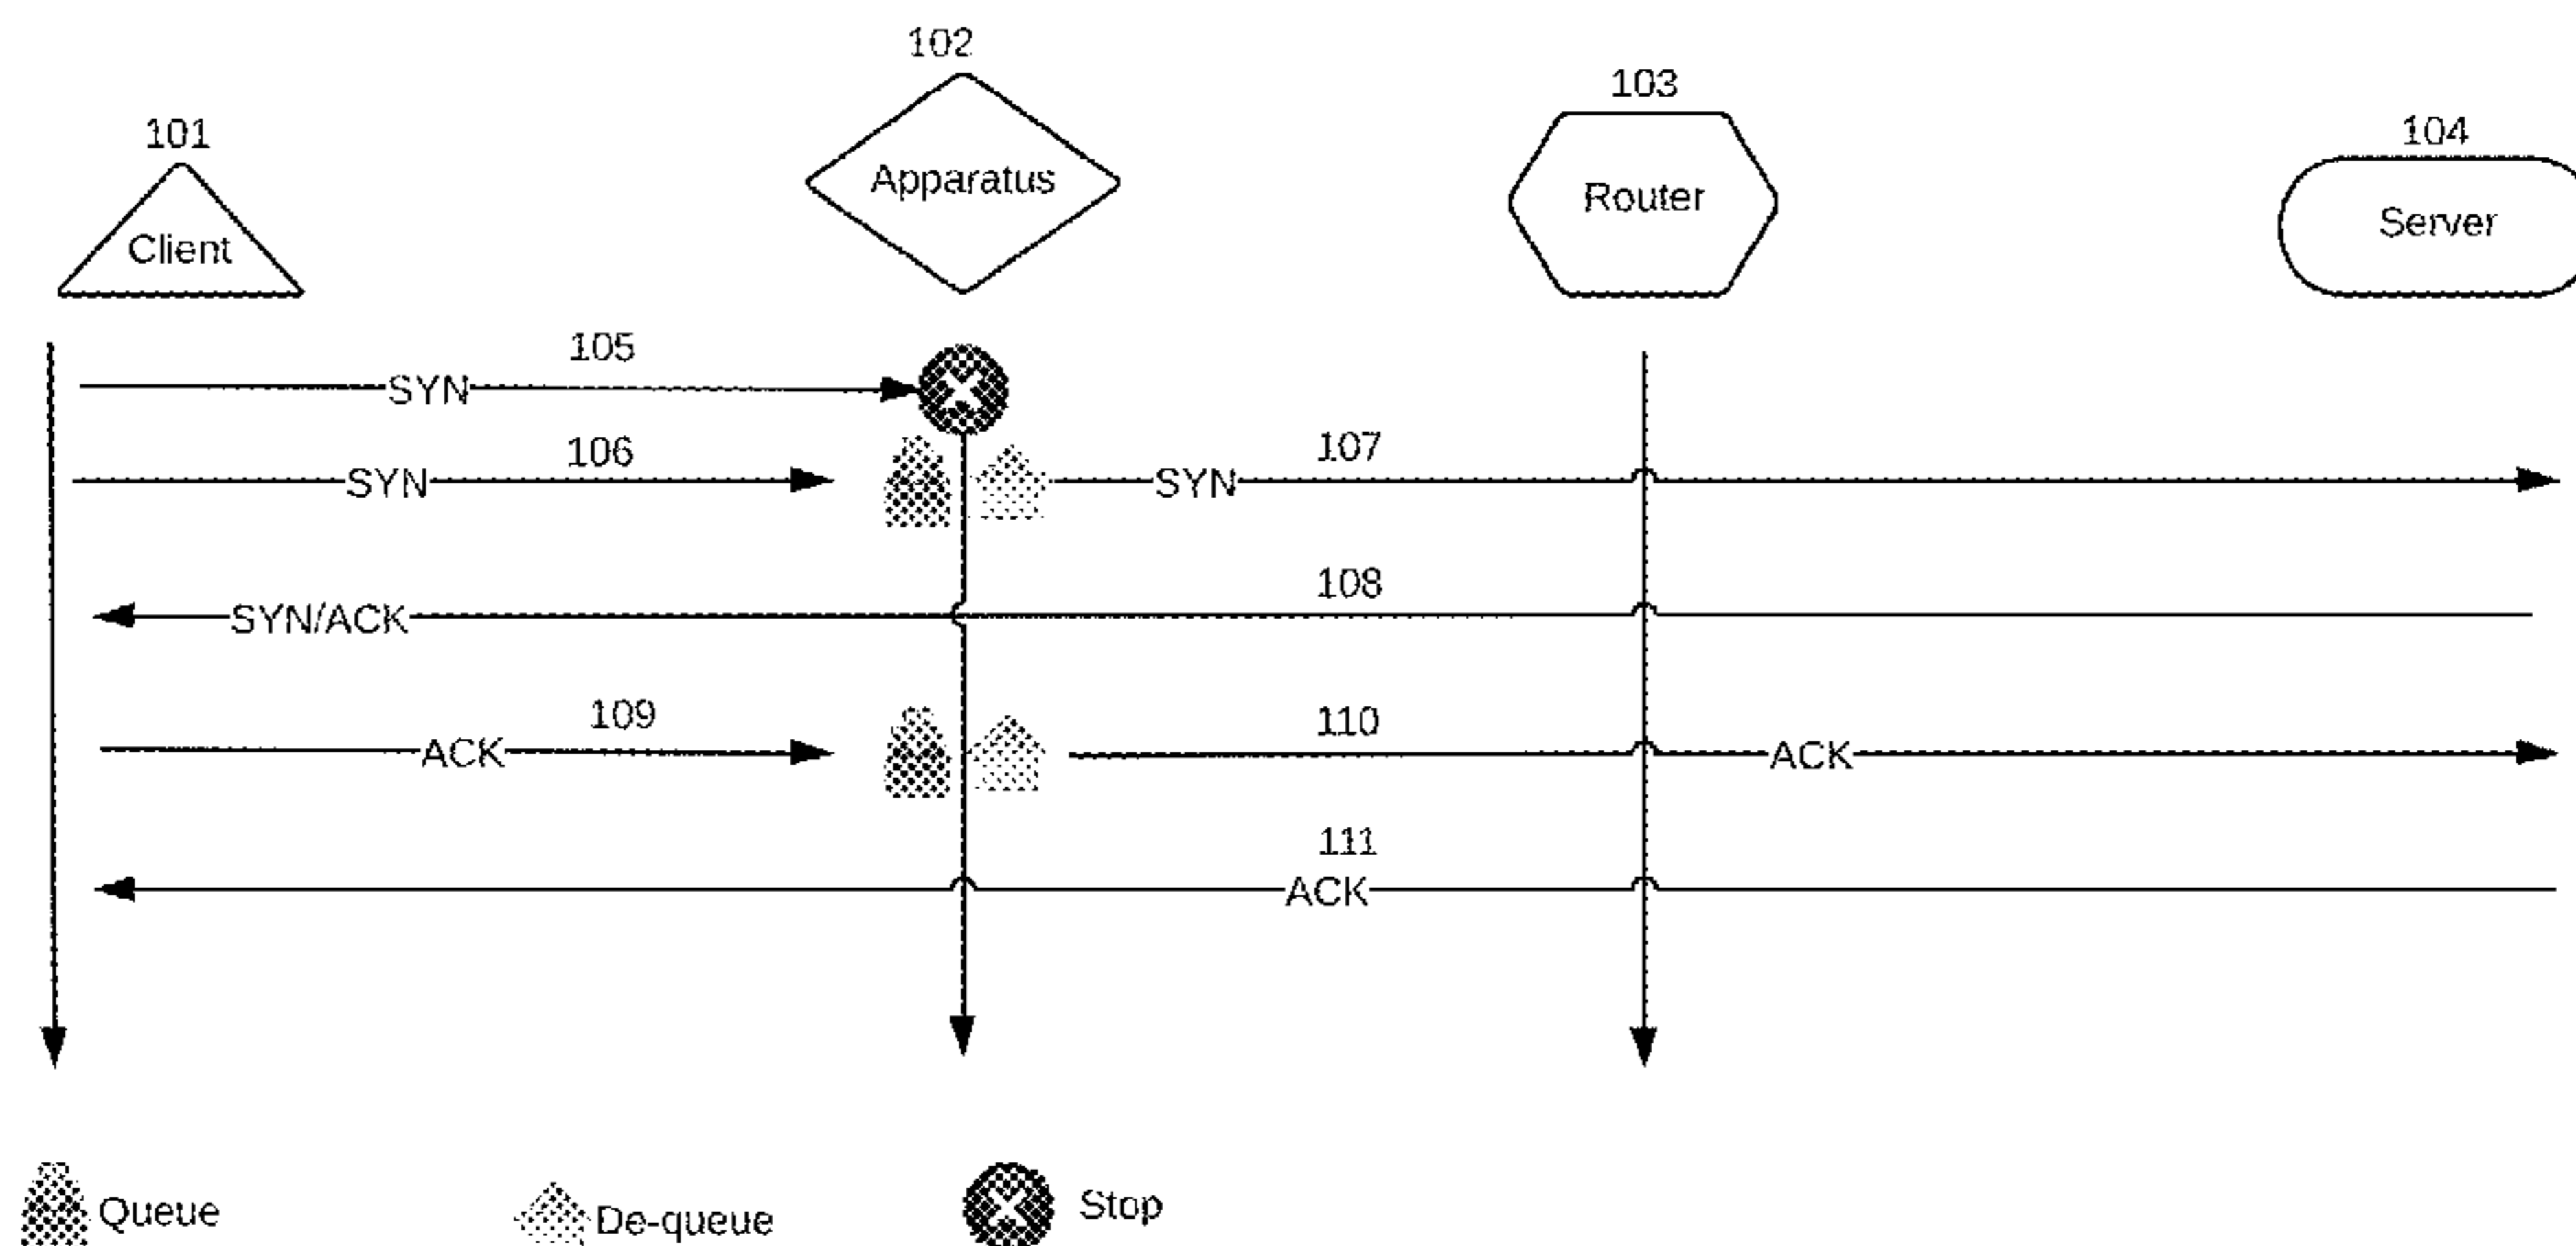 102
103
101
104
Apparatus
Router
Server
Client
105
SYN
106
107
SYN
SYN
108
SYN/ACK
109
110
ACK
ACK
111
ACK
Queue
De-queue
Stop